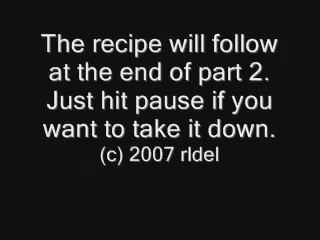 The recipe will follow
at the end of part 2.
Just hit pause if you
want to take it down.
(c) 2007 rldel